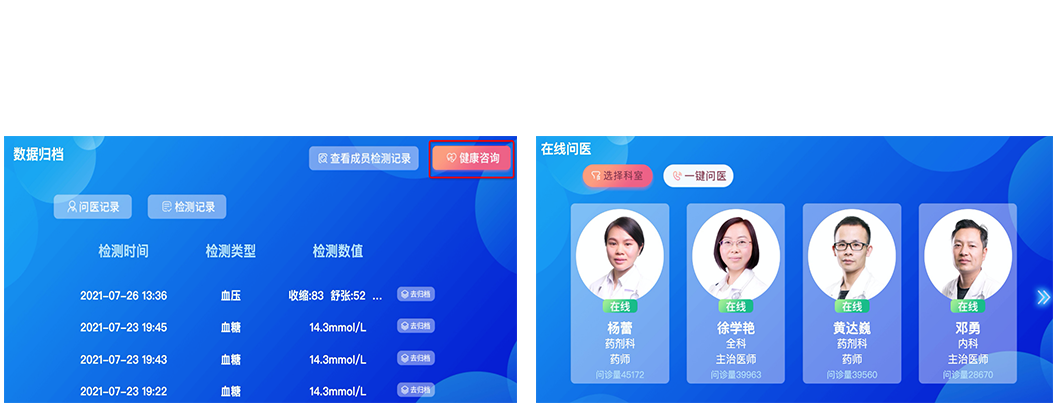 数据归档
查看成员检测记录
健康咨询
问医记录
检测记录
检测时间 检测类型 检测数值
2021-07-26 13:36 血压 收缩:83 舒张:52 ... 去归档
2021-07-23 19:45 血糖 14.3mmol/L 去归档
2021-07-23 19:43 血糖 14.3mmol/L 去归档
2021-07-23 19:22 血糖 14.3mmol/L 去归档
在线问医
选择科室
一键问医
在线
杨蕾
药剂科
药师
问诊量45172
在线
徐学艳
全科
主治医师
问诊量39963
在线
黄达巍
药剂科
药师
问诊量39560
在线
邓勇
内科
主治医师
问诊量28670